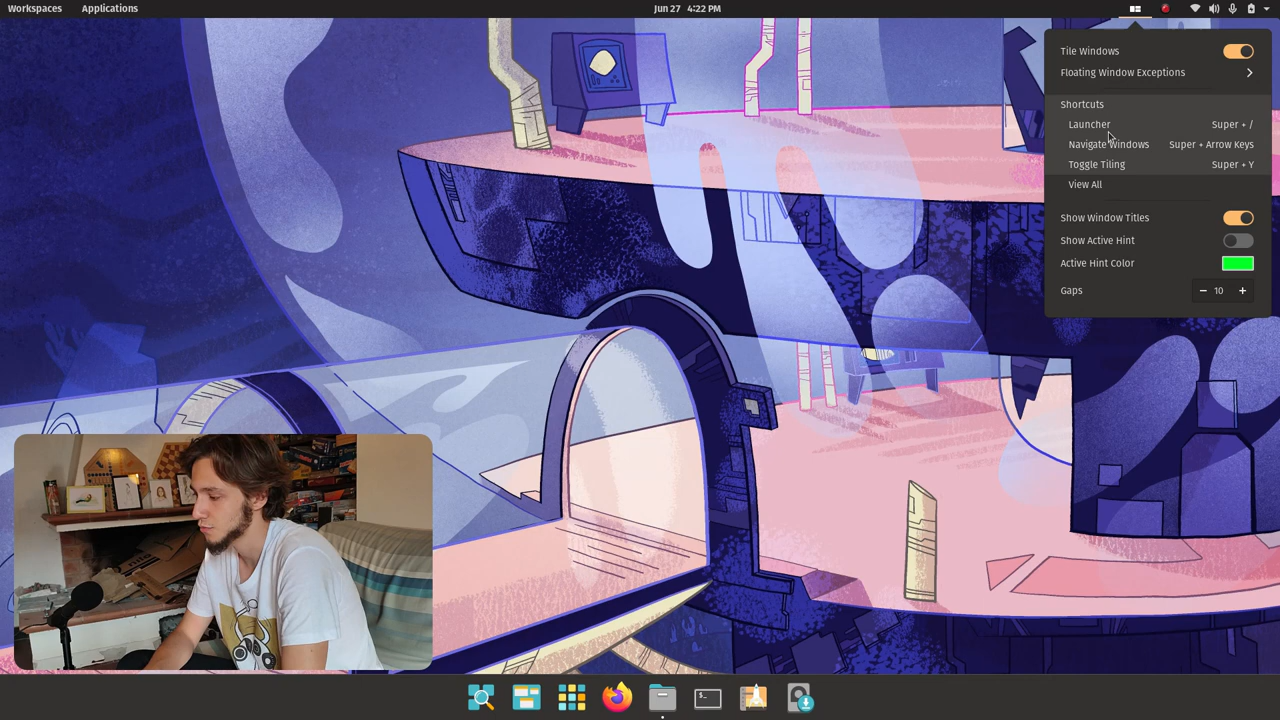 Workspaces Applications Jun 27 4:22 PM
Tile Windows
Floating Window Exceptions
Shortcuts
Launcher Super + /
Navigate Windows Super + Arrow Keys
Toggle Tiling Super + Y
View All
Show Window Titles
Show Active Hint
Active Hint Color
Gaps − 10 +
$_